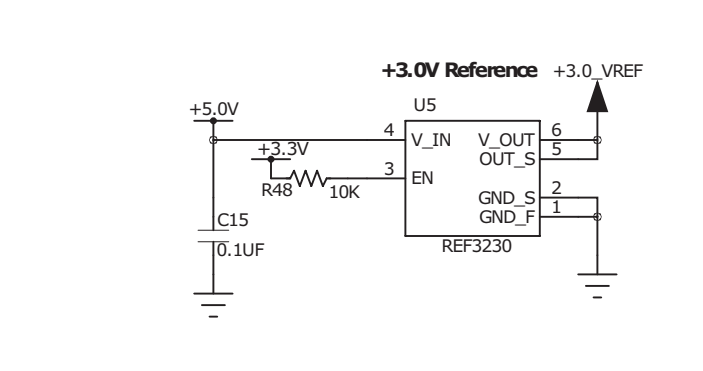 +3.0V Reference +3.0_VREF
+5.0V
U5
4 V_IN V_OUT 6
OUT_S 5
+3.3V
3 EN
R48 10K
GND_S 2
GND_F 1
C15
0.1UF
REF3230